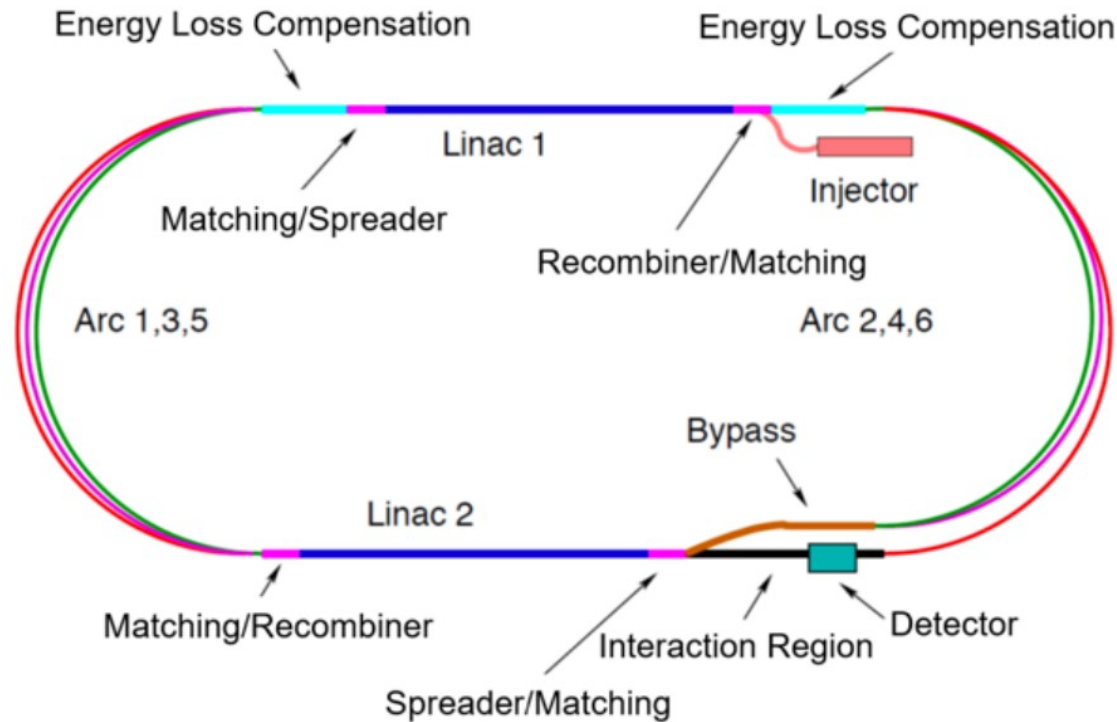 Energy Loss Compensation
Energy Loss Compensation
Linac 1
Injector
Matching/Spreader
Recombiner/Matching
Arc 1,3,5
Arc 2,4,6
Bypass
Linac 2
Matching/Recombiner
Interaction Region
Detector
Spreader/Matching